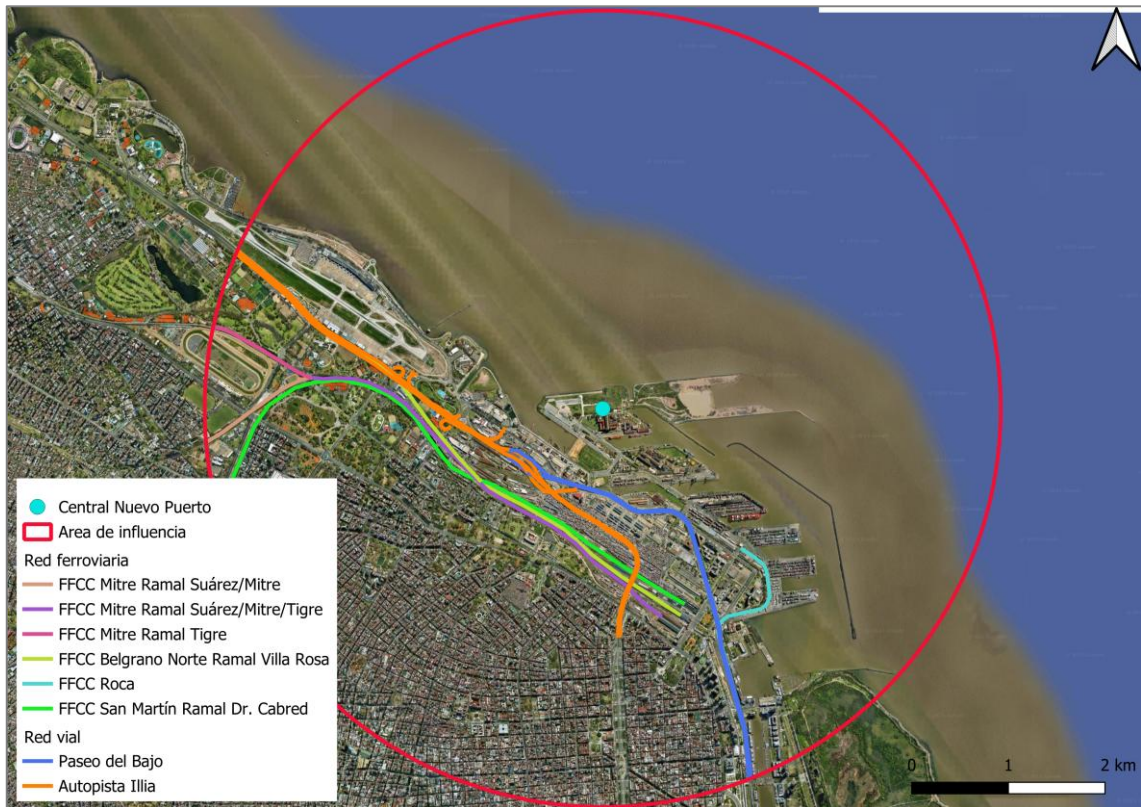 Central Nuevo Puerto
Area de influencia
Red ferroviaria
FFCC Mitre Ramal Suárez/Mitre
FFCC Mitre Ramal Suárez/Mitre/Tigre
FFCC Mitre Ramal Tigre
FFCC Belgrano Norte Ramal Villa Rosa
FFCC Roca
FFCC San Martín Ramal Dr. Cabred
Red vial
Paseo del Bajo
Autopista Illia
0 1 2 km